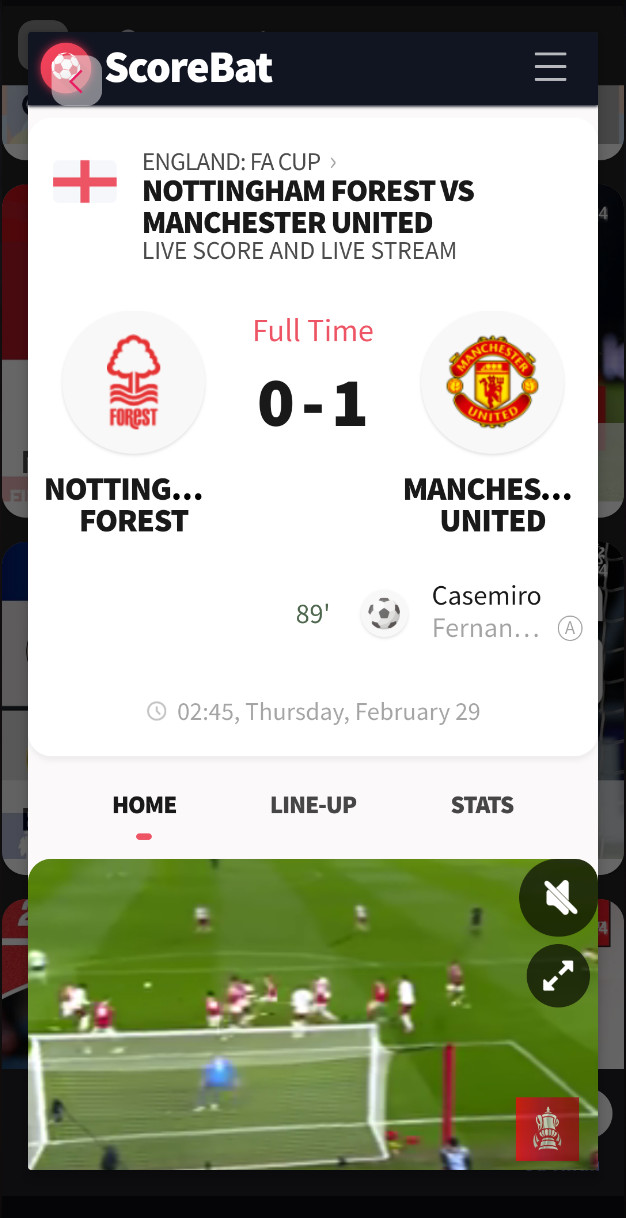 ScoreBat
ENGLAND: FA CUP
NOTTINGHAM FOREST VS
MANCHESTER UNITED
LIVE SCORE AND LIVE STREAM
Full Time
0-1
FOREST
MANCHESTER
UNITED
NOTTING...
FOREST
MANCHES...
UNITED
89'
Casemiro
Fernan...
A
02:45, Thursday, February 29
HOME
LINE-UP
STATS